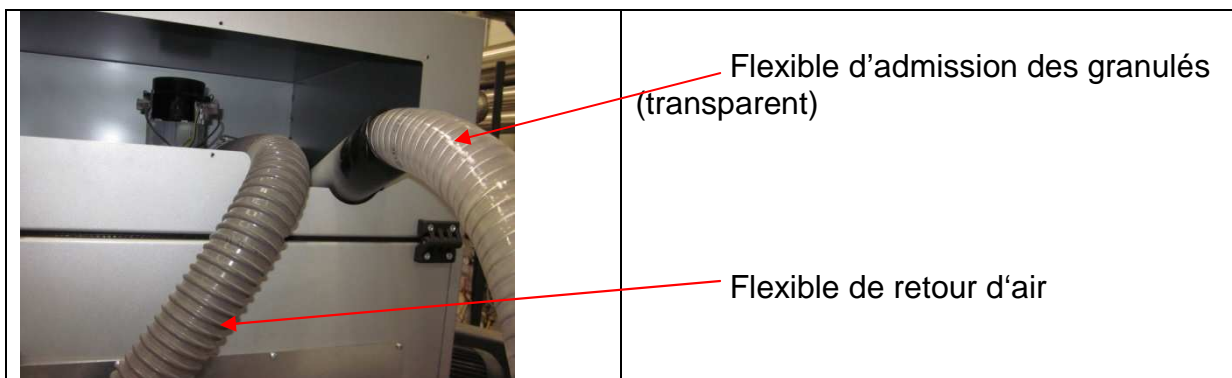 Flexible d’admission des granulés
(transparent)
Flexible de retour d‘air